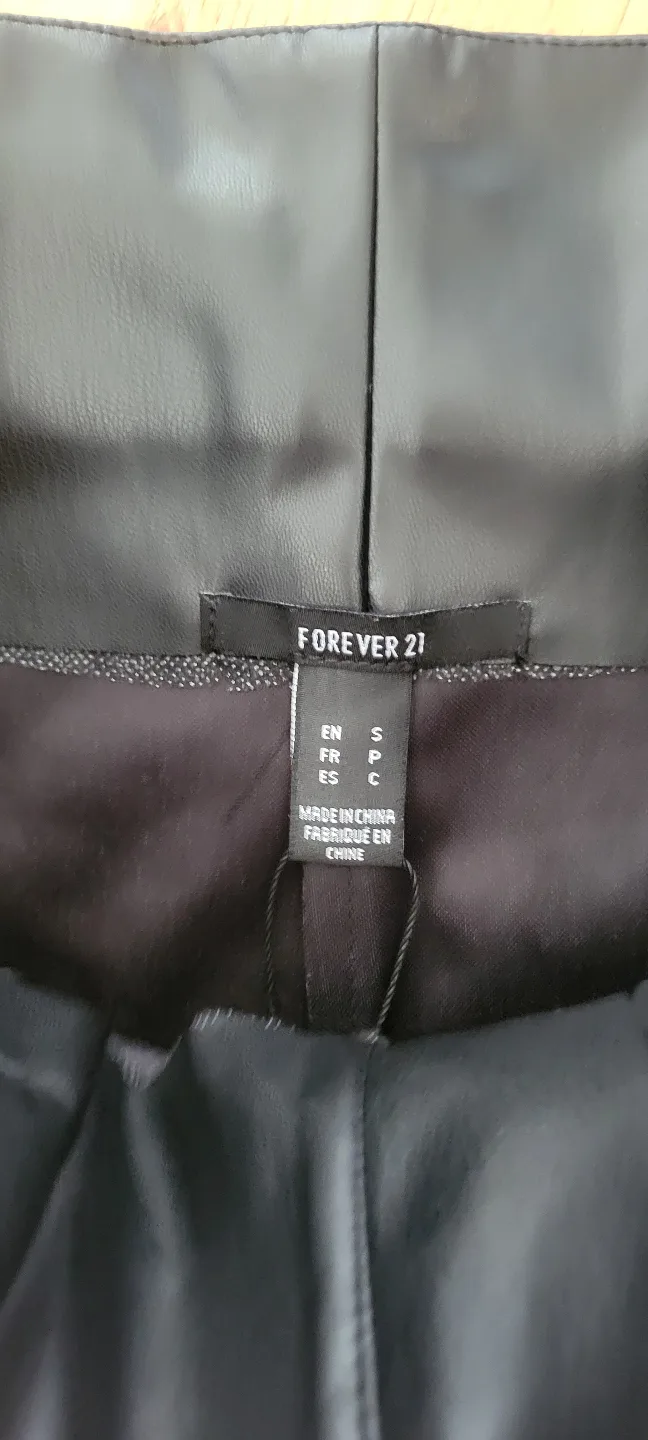 FOREVER 21
EN S
FR P
ES C
MADE IN CHINA
FABRIQUÉ EN
CHINE